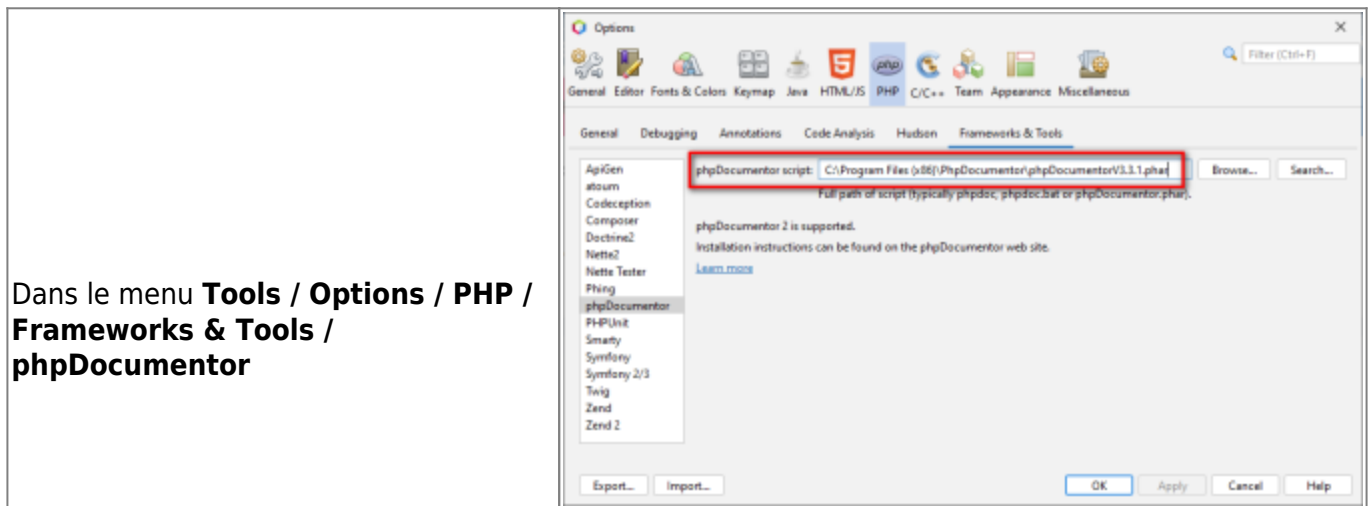 Dans le menu Tools / Options / PHP /
Frameworks & Tools /
phpDocumentor
Options
Filter (Ctrl+F)
General Editor Fonts & Colors Keymap Java HTML/JS PHP C/C++ Team Appearance Miscellaneous
General Debugging Annotations Code Analysis Hudson Frameworks & Tools
ApiGen
atoum
Codeception
Composer
Doctrine2
Nette2
Nette Tester
Phing
phpDocumentor
PHPUnit
Smarty
Symfony
Symfony 2/3
Twig
Zend
Zend 2
phpDocumentor script: C:\Program Files (x86)\PhpDocumentor\phpDocumentorV3.3.1.phar Browse... Search...
Full path of script (typically phpdoc, phpdoc.bat or phpDocumentor.phar).
phpDocumentor 2 is supported.
Installation instructions can be found on the phpDocumentor web site.
Learn more
Export... Import... OK Apply Cancel Help